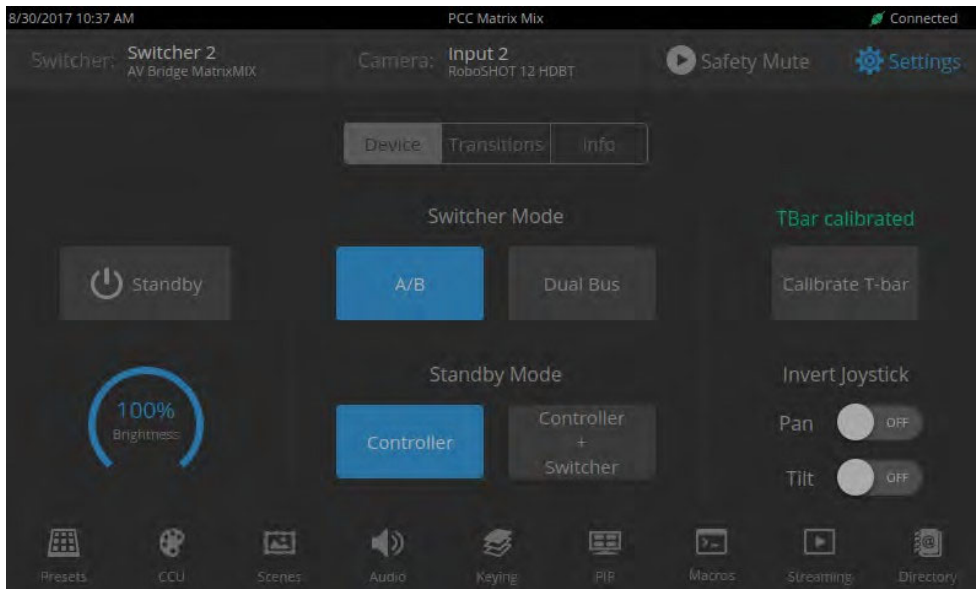 8/30/2017 10:37 AM
PCC Matrix Mix
Connected
Switcher:
Switcher 2
AV Bridge MatrixMIX
Camera:
Input 2
RoboSHOT 12 HDBT
Safety Mute
Settings
Device
Transitions
Info
Switcher Mode
TBar calibrated
Standby
A/B
Dual Bus
Calibrate T-bar
Standby Mode
Invert Joystick
100%
Brightness
Controller
Controller
+
Switcher
Pan
OFF
Tilt
OFF
Presets
CCU
Scenes
Audio
Keying
PIP
Macros
Streaming
Directory